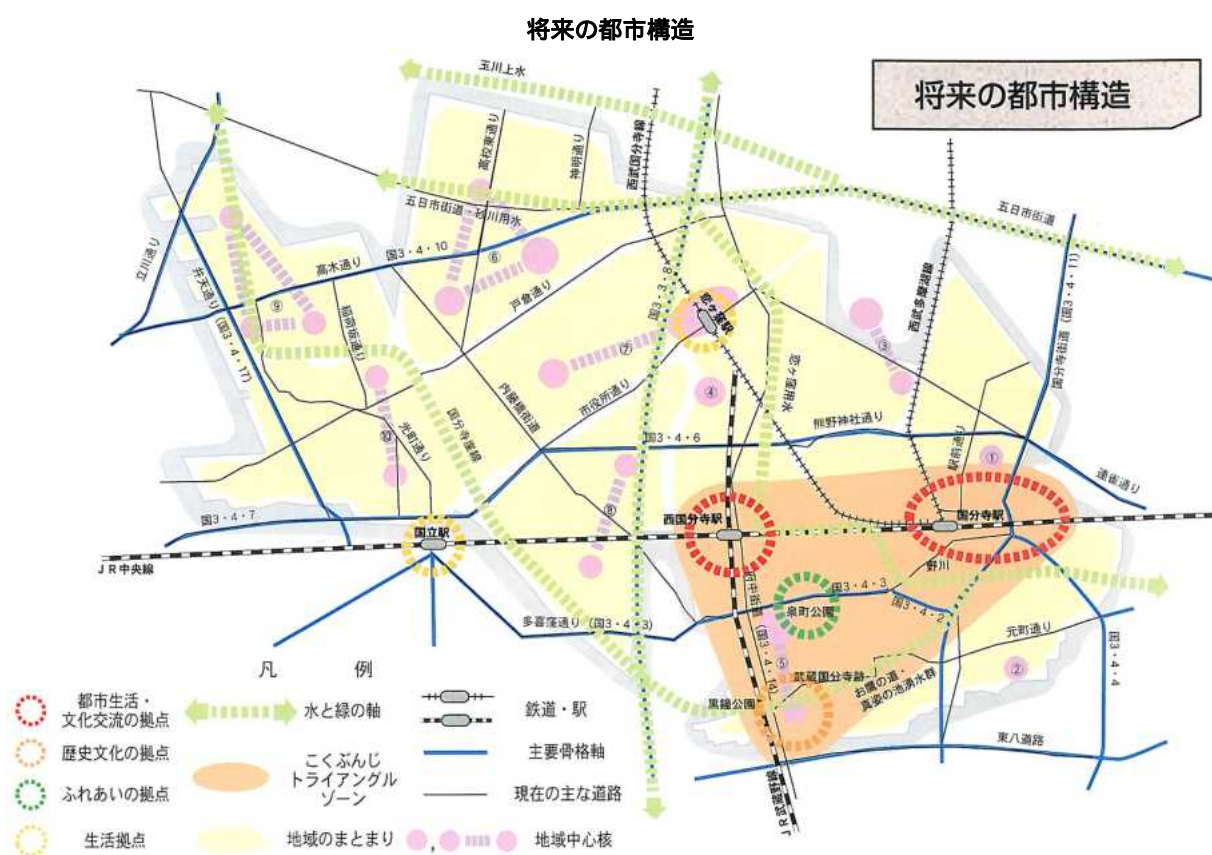 将来の都市構造
将来の都市構造
玉川上水
西武国分寺線
高校東通り
神明通り
五日市街道・砂川用水
五日市街道
立川通り
弁天通り(国3・4・17)
高木通り
国3・4・10
⑥
戸倉通り
国3・3・8
恋ヶ窪駅
西武多摩湖線
国分寺街道(国3・4・11)
⑨
稲荷坂通り
⑦
③
恋ヶ窪用水
④
市役所通り
内藤橋街道
国分寺崖線
光町通り
⑩
国3・4・6
熊野神社通り
駅前通り
①
連雀通り
国3・4・7
国立駅
⑧
西国分寺駅
国分寺駅
JR中央線
野川
府中街道(国3・4・14)
国3・4・3
泉町公園
国3・4・2
多喜窪通り(国3・4・3)
元町通り
国3・4・4
⑤
②
武蔵国分寺跡
お鷹の道・
真姿の池湧水群
黒鐘公園
東八道路
JR武蔵野線
凡 例
都市生活・
文化交流の拠点
水と緑の軸
鉄道・駅
歴史文化の拠点
こくぶんじ
トライアングル
ゾーン
主要骨格軸
ふれあいの拠点
現在の主な道路
生活拠点
地域のまとまり
,
地域中心核